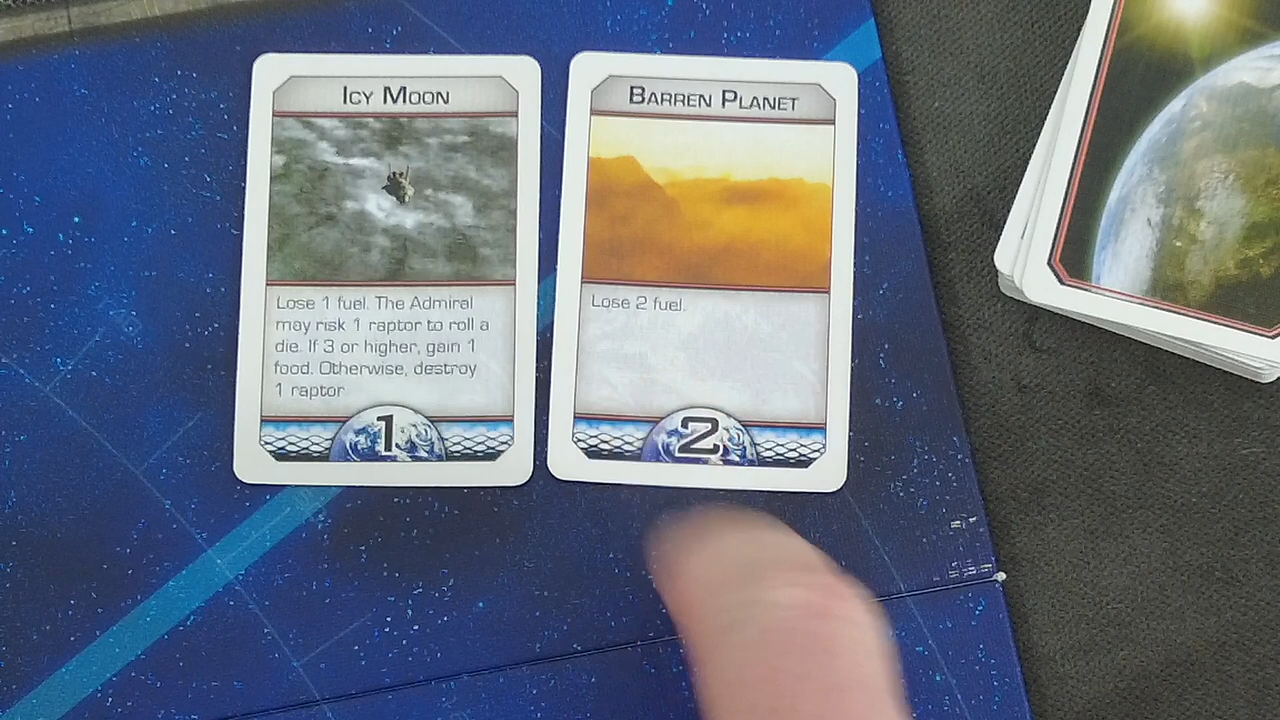 ICY MOON
Lose 1 fuel. The Admiral
may risk 1 raptor to roll a
die. If 3 or higher, gain 1
food. Otherwise, destroy
1 raptor
1
BARREN PLANET
Lose 2 fuel.
2